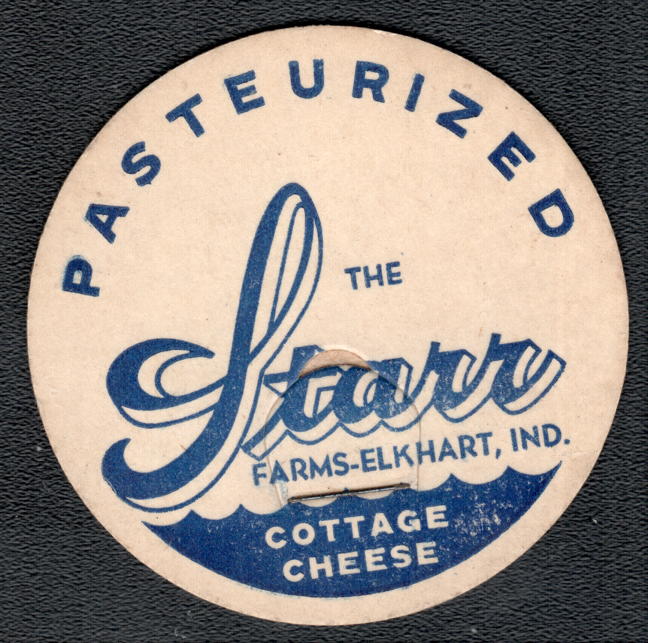 PASTEURIZED
THE
Starr
FARMS-ELKHART, IND.
COTTAGE
CHEESE